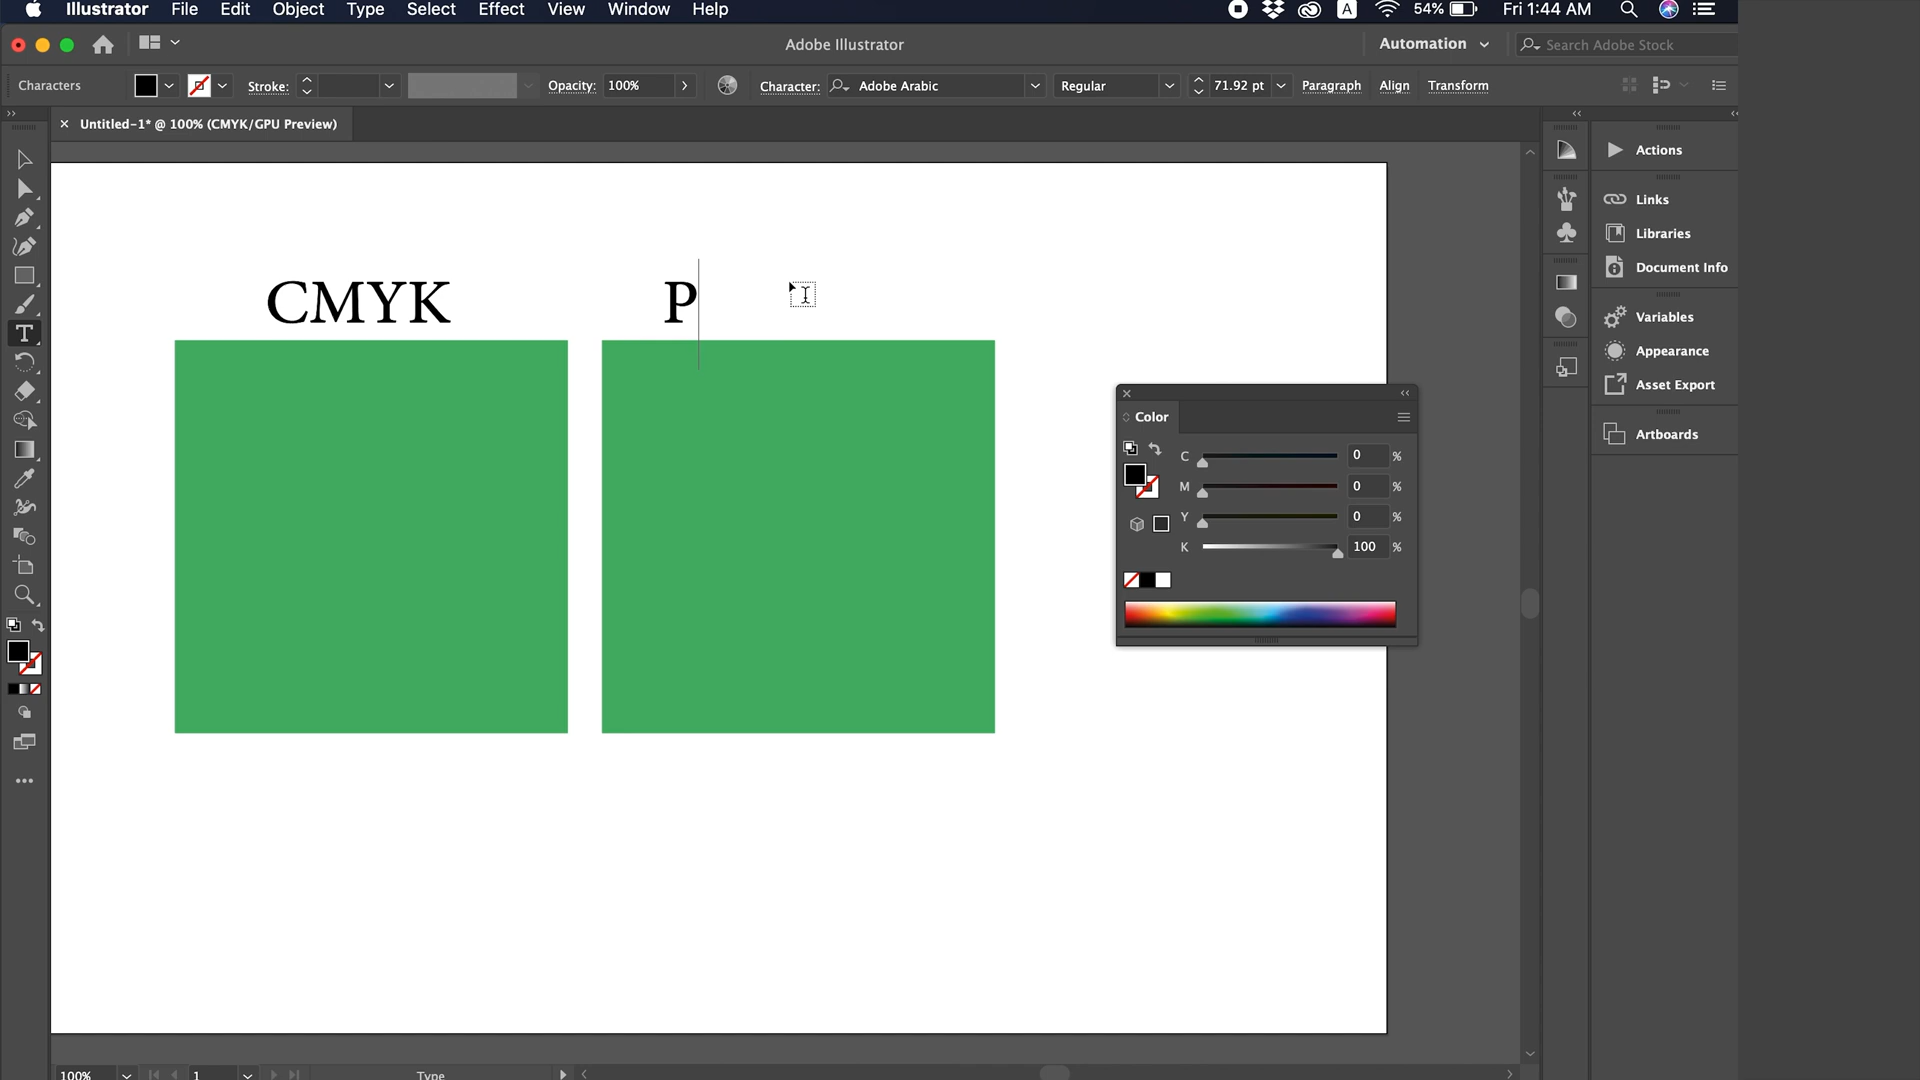 Illustrator File Edit Object Type Select Effect View Window Help A 54% Fri 1:44 AM
Adobe Illustrator Automation Search Adobe Stock
Characters Stroke: Opacity: 100% Character: Adobe Arabic Regular 71.92 pt Paragraph Align Transform
Untitled-1* @ 100% (CMYK/GPU Preview)
CMYK P
Color
C 0 %
M 0 %
Y 0 %
K 100 %
Actions
Links
Libraries
Document Info
Variables
Appearance
Asset Export
Artboards
100% 1 Type